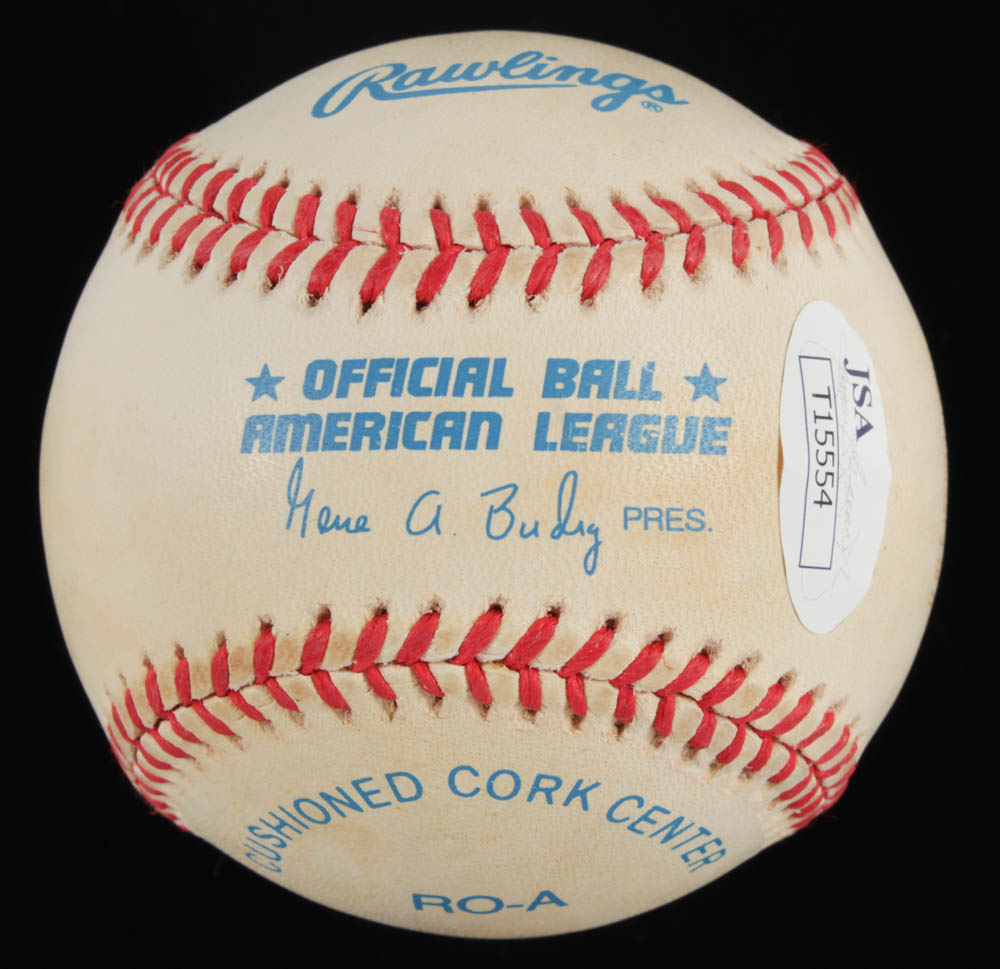 Rawlings®
★ OFFICIAL BALL ★
AMERICAN LEAGUE
Gene A. Budig PRES.
JSA
T15554
CUSHIONED CORK CENTER
RO-A